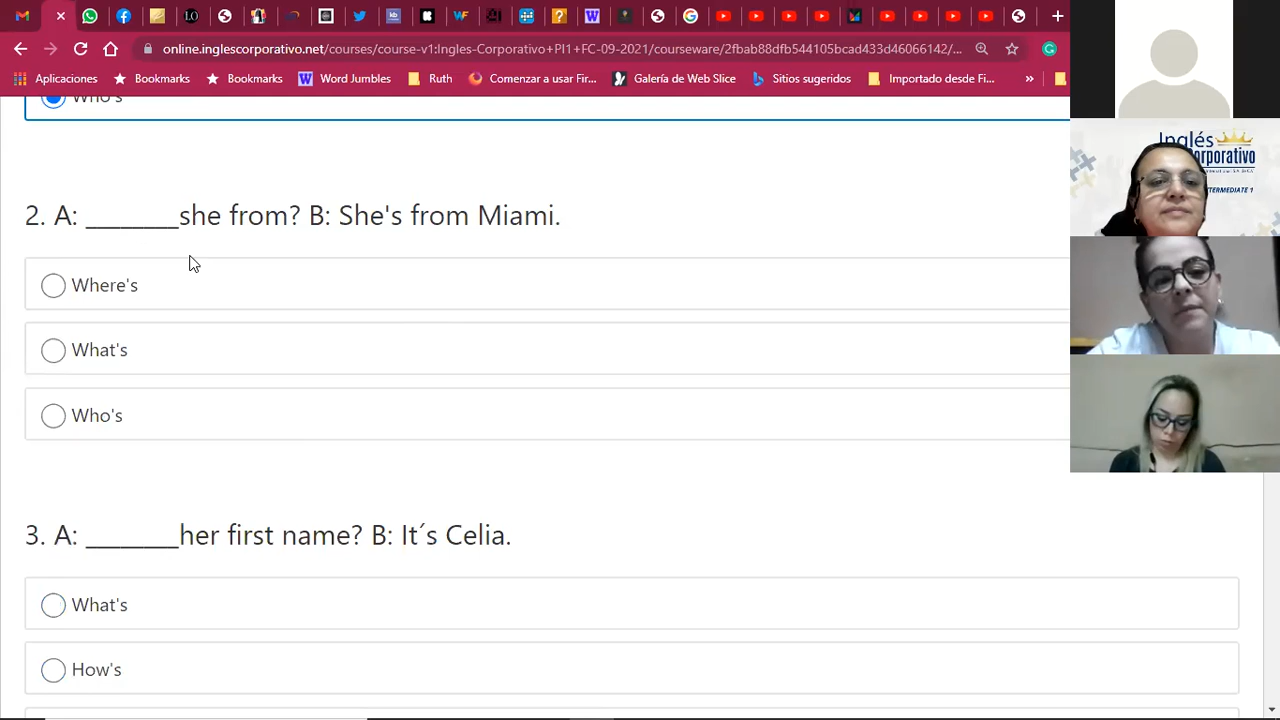 online.inglescorporativo.net/courses/course-v1:Ingles-Corporativo+PI1+FC-09-2021/courseware/2fbab88dfb544105bcad433d46066142/...
Aplicaciones
Bookmarks
Bookmarks
Word Jumbles
Ruth
Comenzar a usar Fir...
Galería de Web Slice
Sitios sugeridos
Importado desde Fi...
»
Who's
2. A: ________she from? B: She's from Miami.
Where's
What's
Who's
3. A: ________her first name? B: It´s Celia.
What's
How's
Inglés
Corporativo